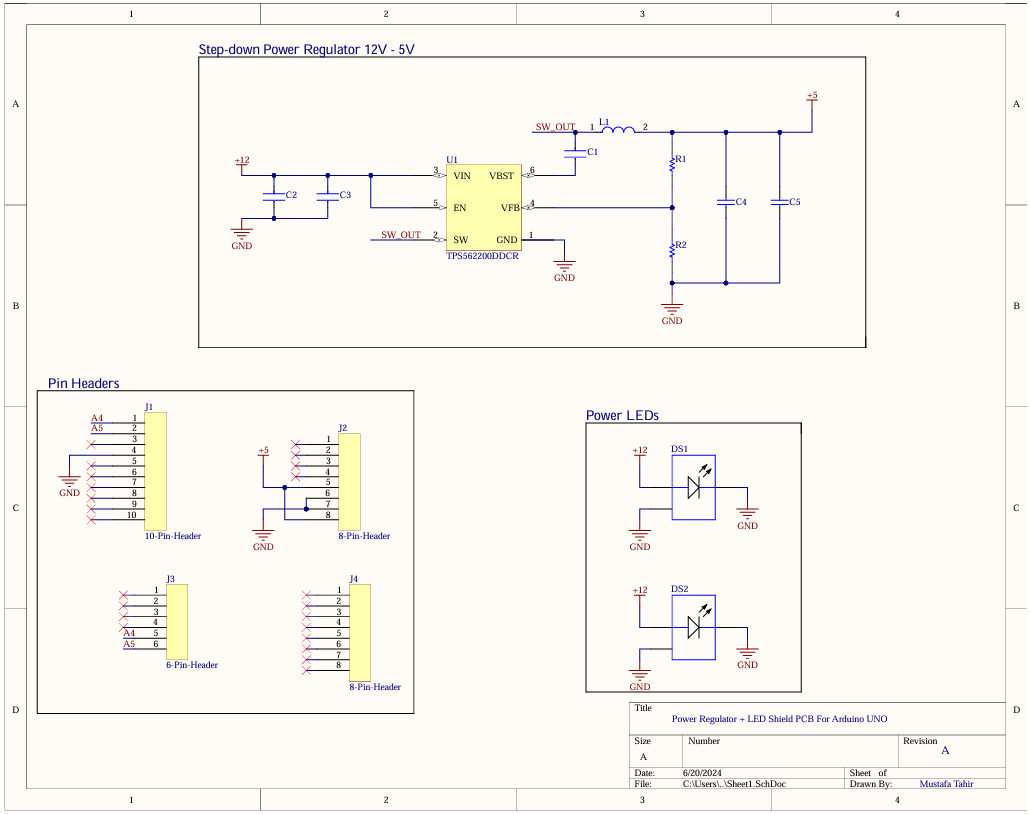 1 2 3 4
A A
B B
C C
D D
Step-down Power Regulator 12V - 5V
+5
SW_OUT 1 L1 2
C1
R1
U1
+12
3 VIN VBST 6
C2 C3
5 EN VFB 4
C4 C5
SW_OUT 2 SW GND 1
R2
GND
TPS562200DDCR
GND
GND
Pin Headers
J1
A4 1
A5 2
3
4
5
6
7
8
9
10
GND
10-Pin-Header
J2
+5
1
2
3
4
5
6
7
8
GND
8-Pin-Header
J3
1
2
3
4
A4 5
A5 6
6-Pin-Header
J4
1
2
3
4
5
6
7
8
8-Pin-Header
Power LEDs
+12 DS1
GND
GND
+12 DS2
GND
GND
Title
Power Regulator + LED Shield PCB For Arduino UNO
Size Number Revision
A A
Date: 6/20/2024 Sheet of
File: C:\Users\..\Sheet1.SchDoc Drawn By: Mustafa Tahir
1 2 3 4